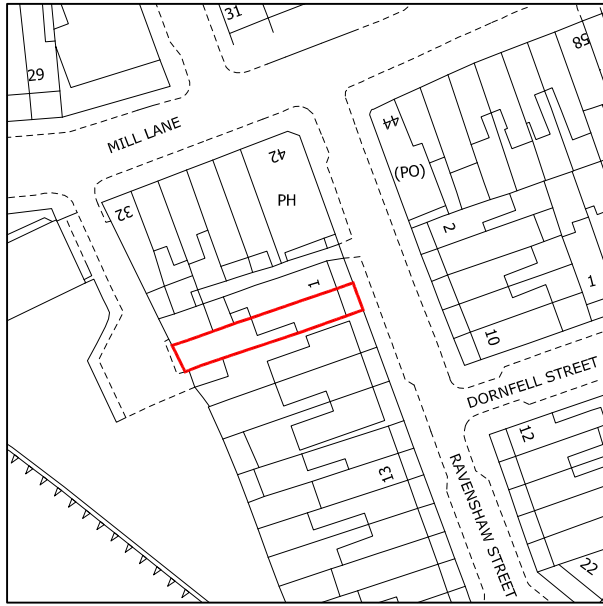 31
29
58
MILL LANE
44
42
(PO)
32
PH
2
1
1
10
DORNFELL STREET
12
13
RAVENSHAW STREET
22